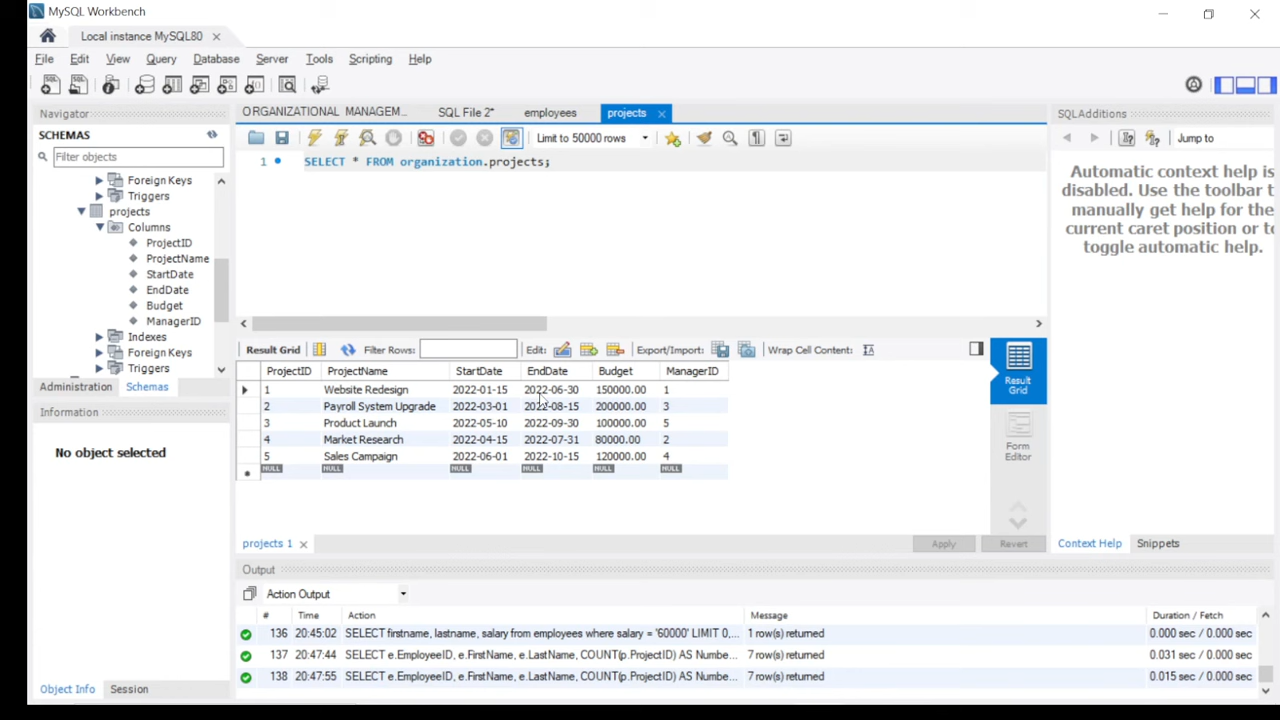 MySQL Workbench
Local instance MySQL80
File Edit View Query Database Server Tools Scripting Help
Navigator
SCHEMAS
Filter objects
Foreign Keys
Triggers
projects
Columns
ProjectID
ProjectName
StartDate
EndDate
Budget
ManagerID
Indexes
Foreign Keys
Triggers
Administration Schemas
Information
No object selected
Object Info Session
ORGANIZATIONAL MANAGEM... SQL File 2* employees projects
Limit to 50000 rows
1 SELECT * FROM organization.projects;
Result Grid Filter Rows: Edit: Export/Import: Wrap Cell Content:
ProjectID ProjectName StartDate EndDate Budget ManagerID
1 Website Redesign 2022-01-15 2022-06-30 150000.00 1
2 Payroll System Upgrade 2022-03-01 2022-08-15 200000.00 3
3 Product Launch 2022-05-10 2022-09-30 100000.00 5
4 Market Research 2022-04-15 2022-07-31 80000.00 2
5 Sales Campaign 2022-06-01 2022-10-15 120000.00 4
NULL NULL NULL NULL NULL NULL
Result Grid
Form Editor
projects 1 Apply Revert
SQLAdditions
Jump to
Automatic context help is
disabled. Use the toolbar t
manually get help for the
current caret position or to
toggle automatic help.
Context Help Snippets
Output
Action Output
# Time Action Message Duration / Fetch
136 20:45:02 SELECT firstname, lastname, salary from employees where salary = '60000' LIMIT 0,... 1 row(s) returned 0.000 sec / 0.000 sec
137 20:47:44 SELECT e.EmployeeID, e.FirstName, e.LastName, COUNT(p.ProjectID) AS Numbe... 7 row(s) returned 0.031 sec / 0.000 sec
138 20:47:55 SELECT e.EmployeeID, e.FirstName, e.LastName, COUNT(p.ProjectID) AS Numbe... 7 row(s) returned 0.015 sec / 0.000 sec